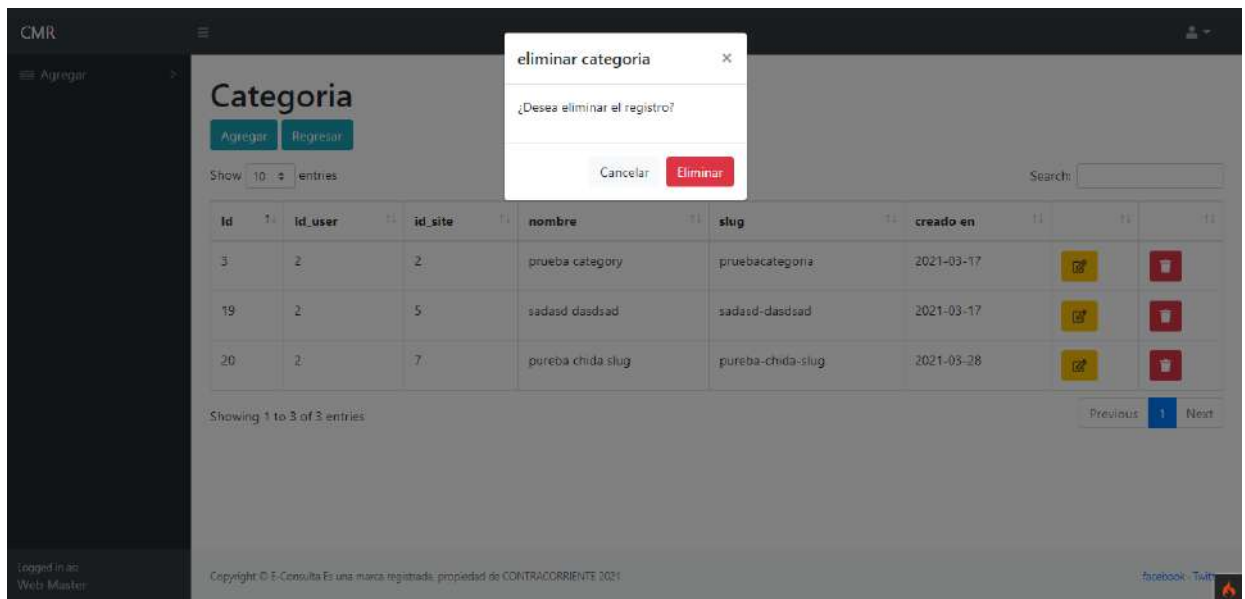 CMR
Agregar
eliminar categoria ×
¿Desea eliminar el registro?
Cancelar Eliminar
Categoria
Agregar Regresar
Show 10 entries
Search:
Id id_user id_site nombre slug creado en
3 2 2 prueba category pruebacategoria 2021-03-17
19 2 5 sadasd dasdsad sadasd-dasdsad 2021-03-17
20 2 7 pureba chida slug pureba-chida-slug 2021-03-28
Showing 1 to 3 of 3 entries
Previous 1 Next
Logged in as:
Web Master
Copyright © E-Consulta Es una marca registrada, propiedad de CONTRACORRIENTE 2021
facebook - Twitt